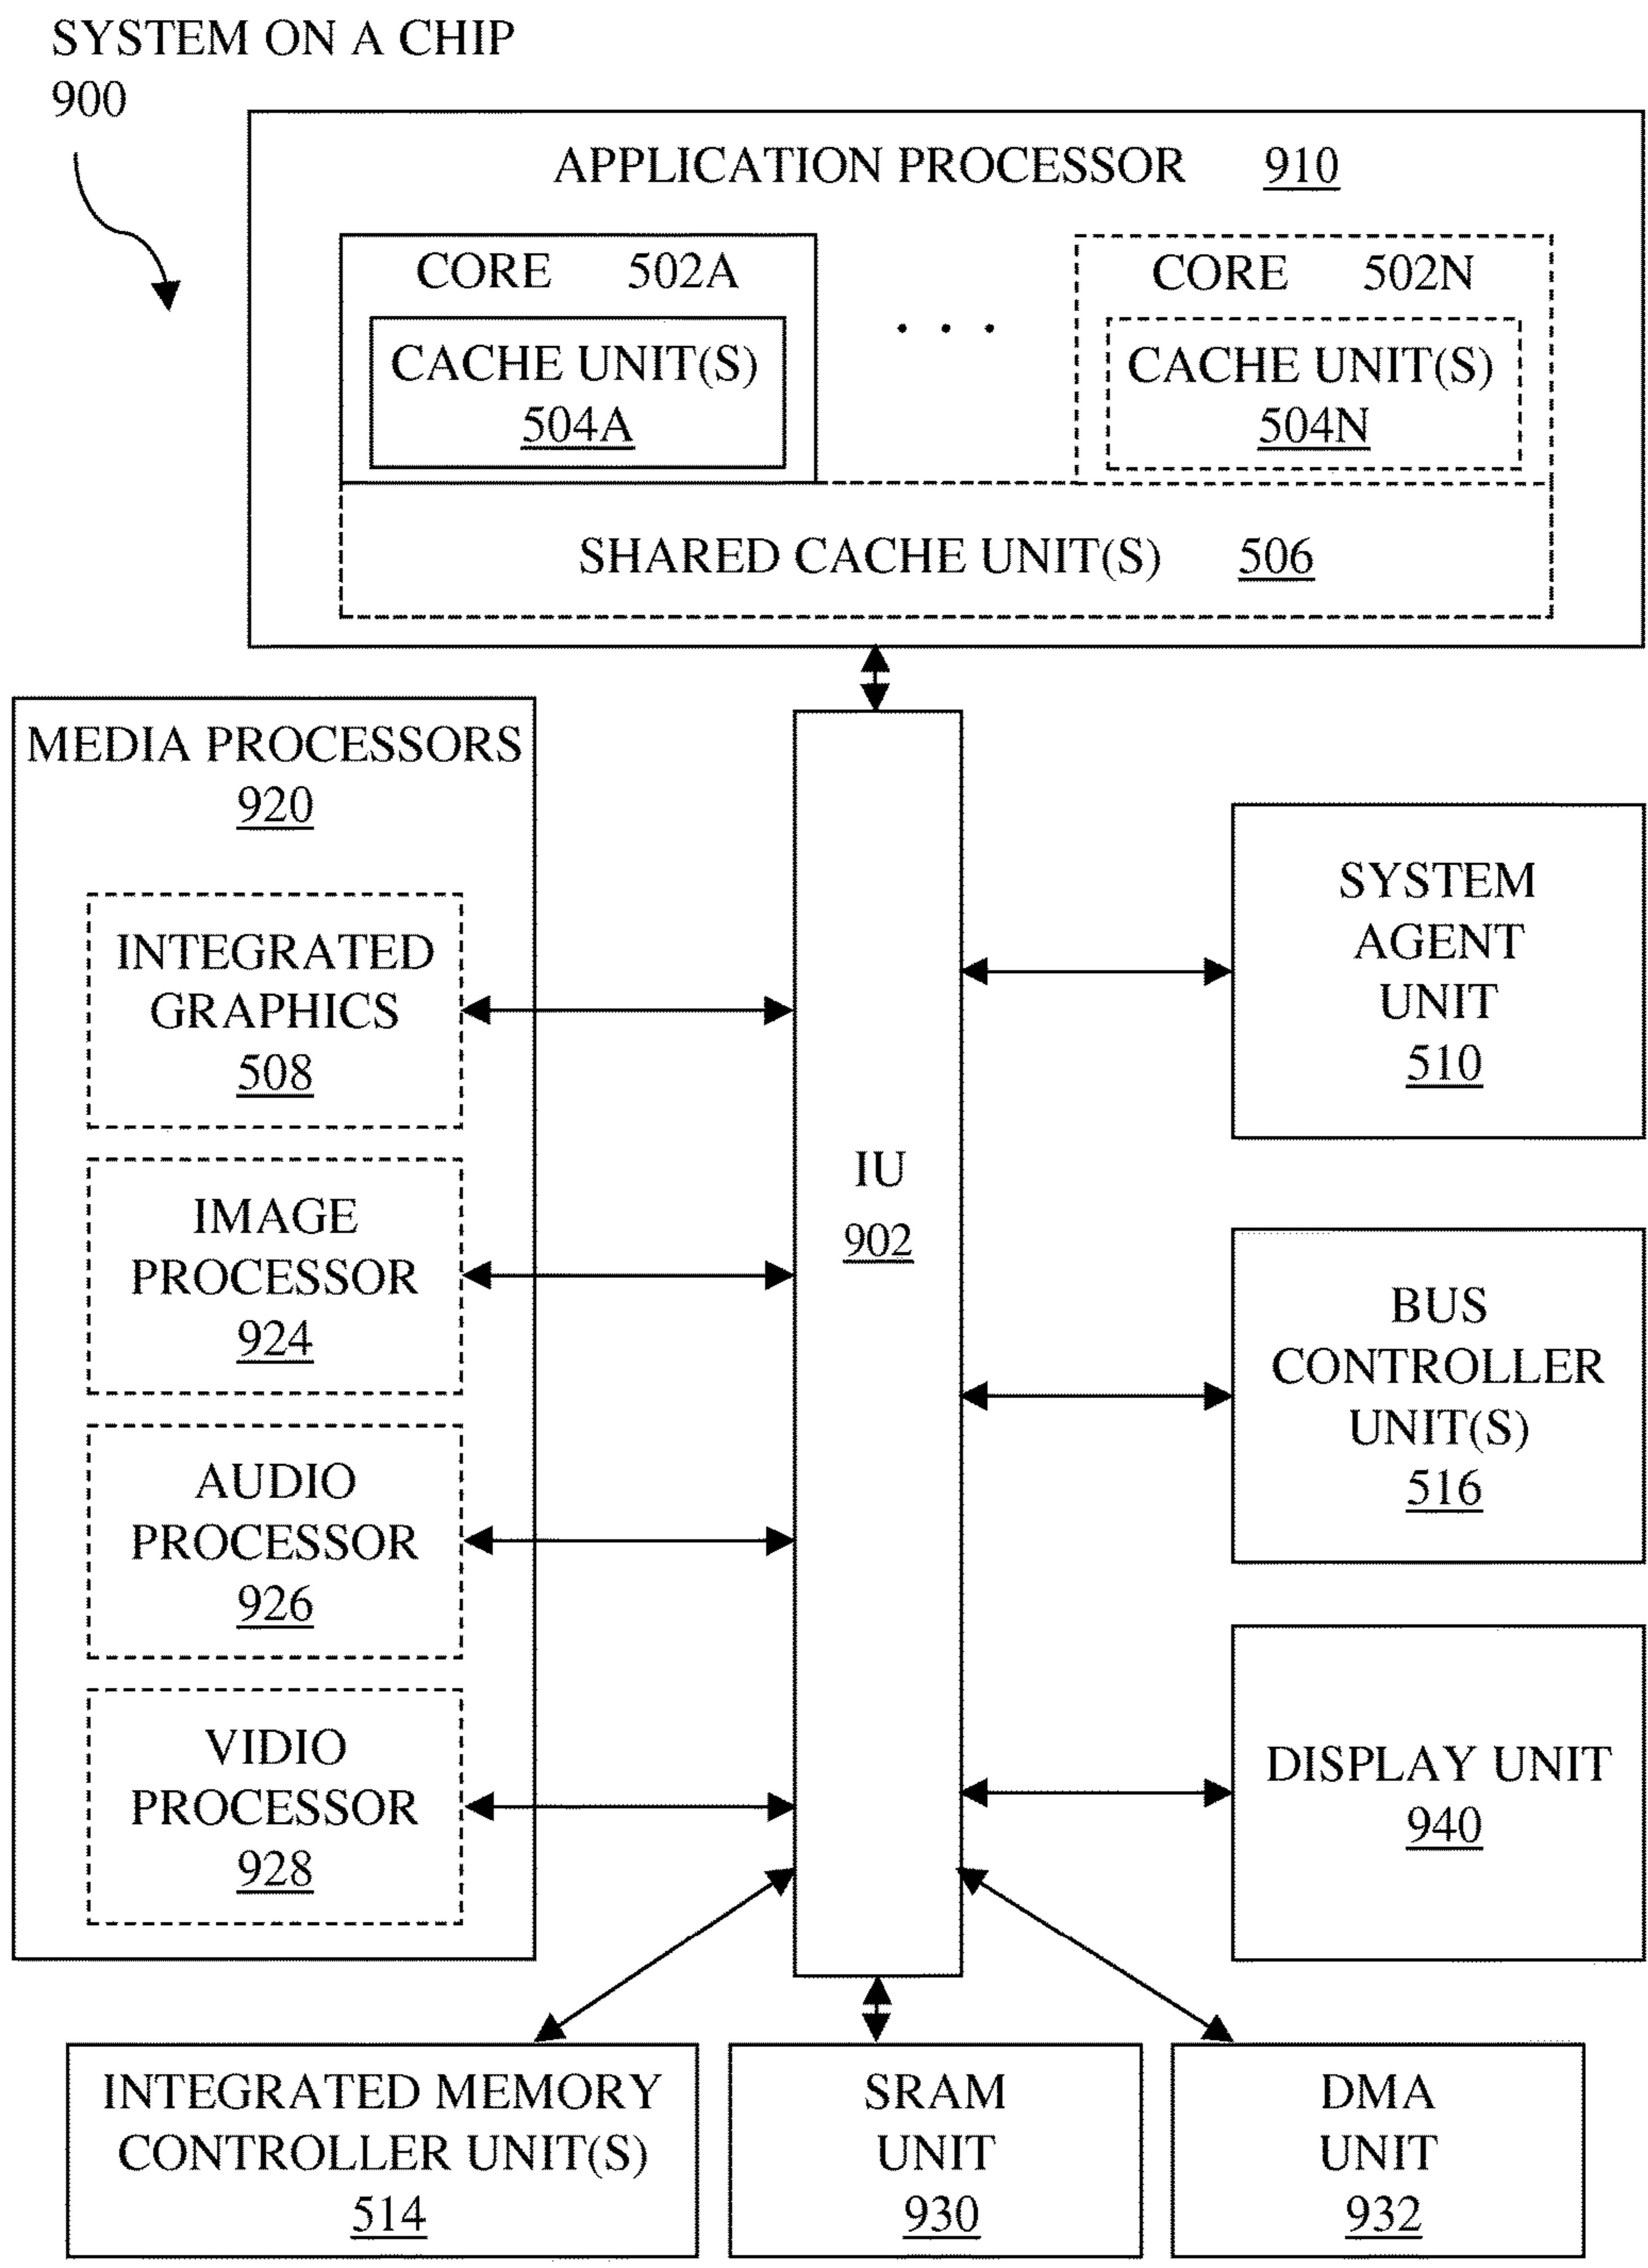 SYSTEM ON A CHIP
900
APPLICATION PROCESSOR 910
CORE 502A
CACHE UNIT(S)
504A
. . .
CORE 502N
CACHE UNIT(S)
504N
SHARED CACHE UNIT(S) 506
MEDIA PROCESSORS
920
INTEGRATED
GRAPHICS
508
IMAGE
PROCESSOR
924
AUDIO
PROCESSOR
926
VIDIO
PROCESSOR
928
IU
902
SYSTEM
AGENT
UNIT
510
BUS
CONTROLLER
UNIT(S)
516
DISPLAY UNIT
940
INTEGRATED MEMORY
CONTROLLER UNIT(S)
514
SRAM
UNIT
930
DMA
UNIT
932